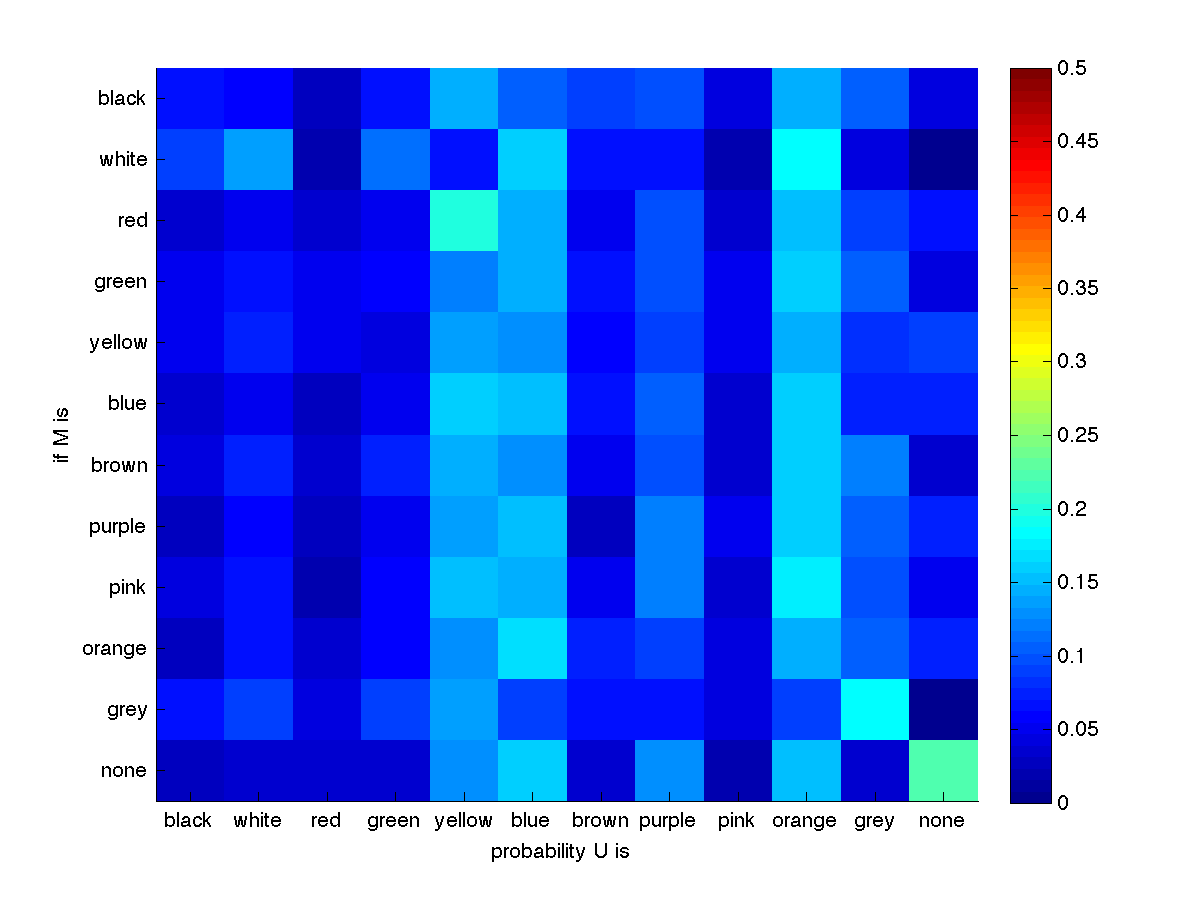 black
white
red
green
yellow
blue
brown
purple
pink
orange
grey
none
if M is
black white red green yellow blue brown purple pink orange grey none
probability U is
0.5
0.45
0.4
0.35
0.3
0.25
0.2
0.15
0.1
0.05
0